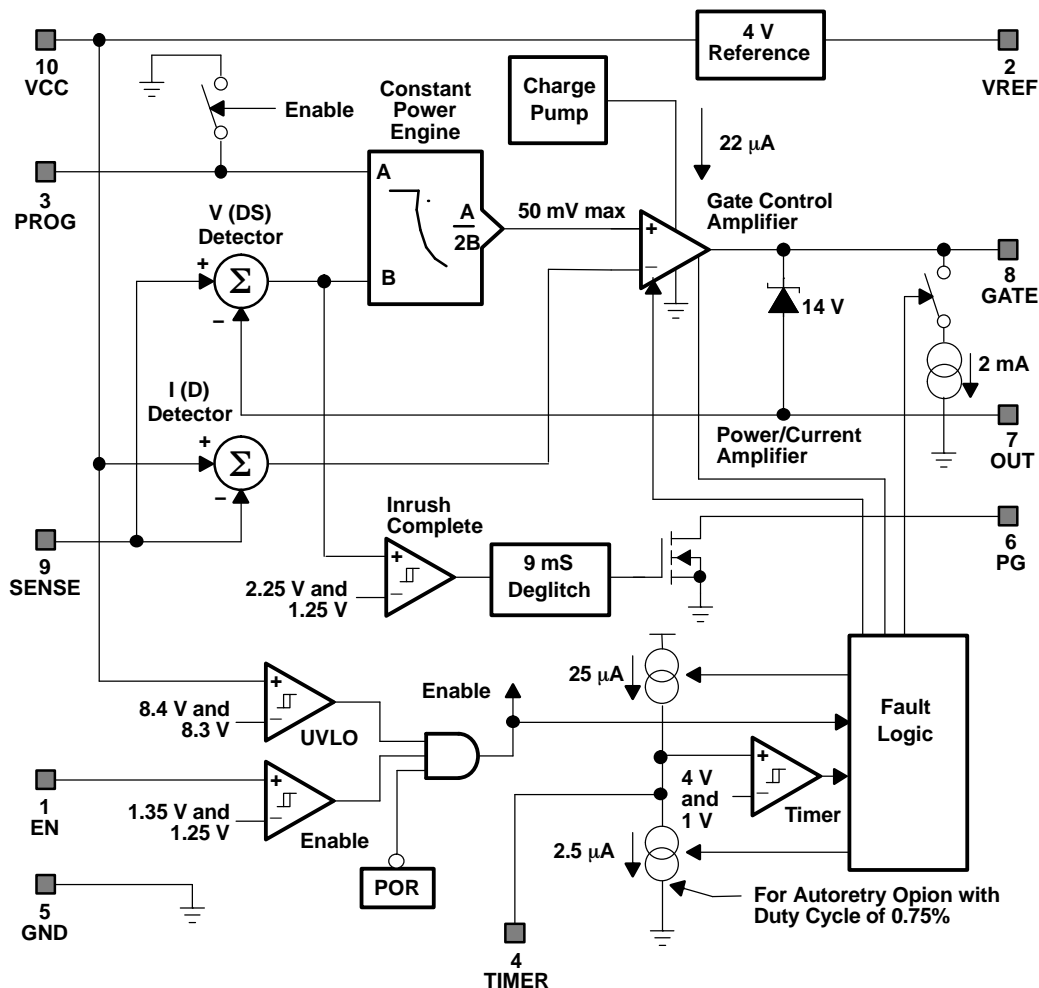 10
VCC
4 V
Reference
2
VREF
Enable
Constant
Power
Engine
Charge
Pump
22 μA
3
PROG
A
B
A
2B
50 mV max
+
−
Gate Control
Amplifier
V (DS)
Detector
+
Σ
−
14 V
8
GATE
2 mA
I (D)
Detector
+
Σ
−
Power/Current
Amplifier
7
OUT
9
SENSE
Inrush
Complete
+
−
2.25 V and
1.25 V
9 mS
Deglitch
6
PG
+
−
8.4 V and
8.3 V
UVLO
Enable
25 μA
Fault
Logic
1
EN
+
−
1.35 V and
1.25 V
Enable
POR
+
−
4 V
and
1 V
Timer
2.5 μA
For Autoretry Opion with
Duty Cycle of 0.75%
5
GND
4
TIMER